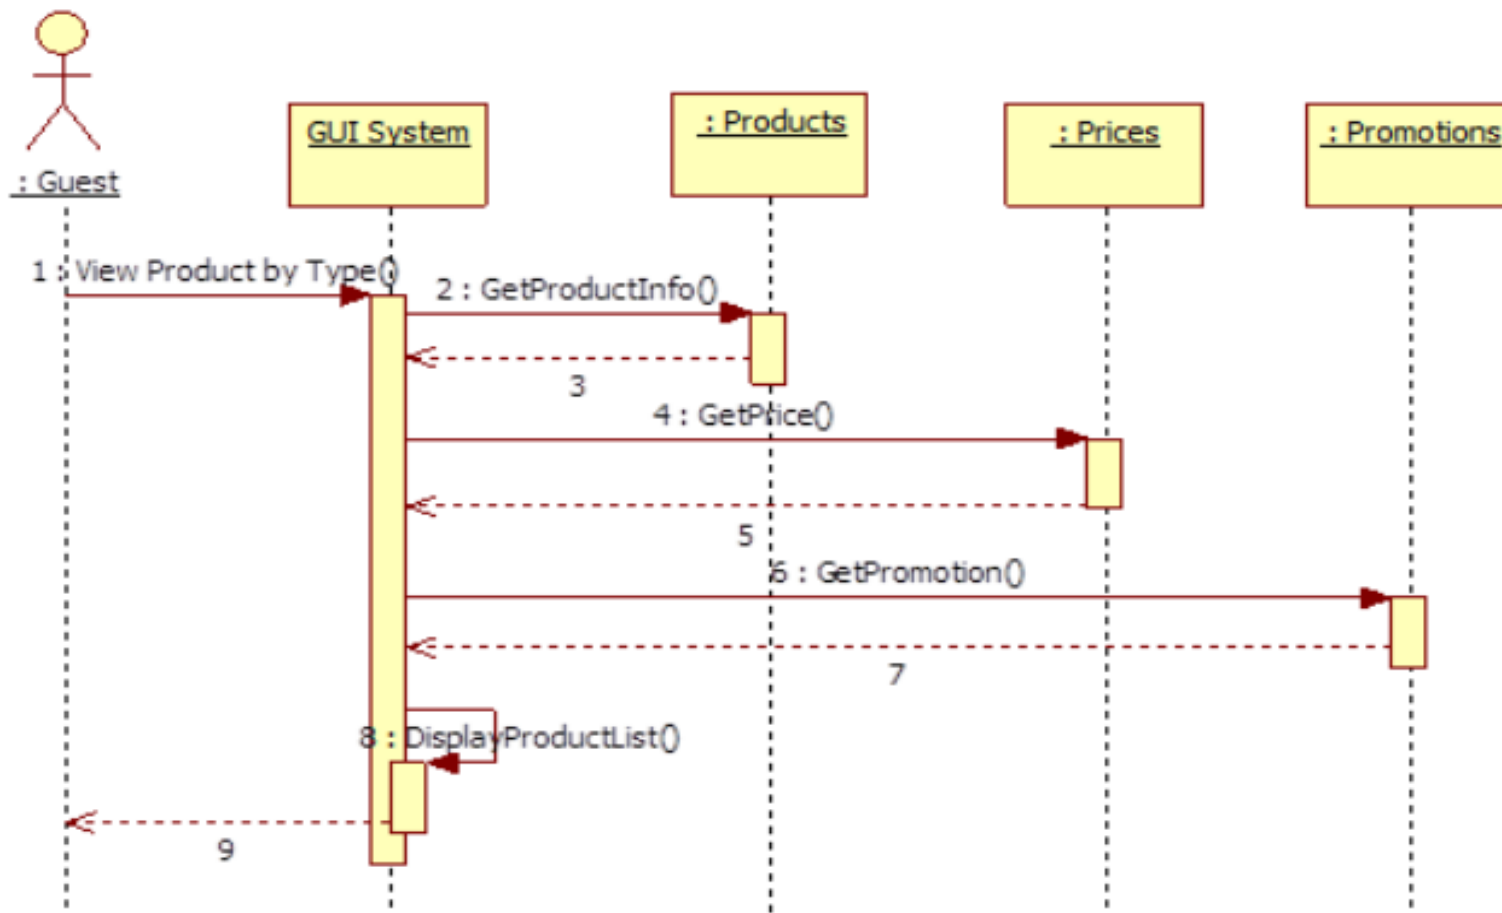 : Guest
GUI System
: Products
: Prices
: Promotions
1 : View Product by Type()
2 : GetProductInfo()
3
4 : GetPrice()
5
6 : GetPromotion()
7
8 : DisplayProductList()
9